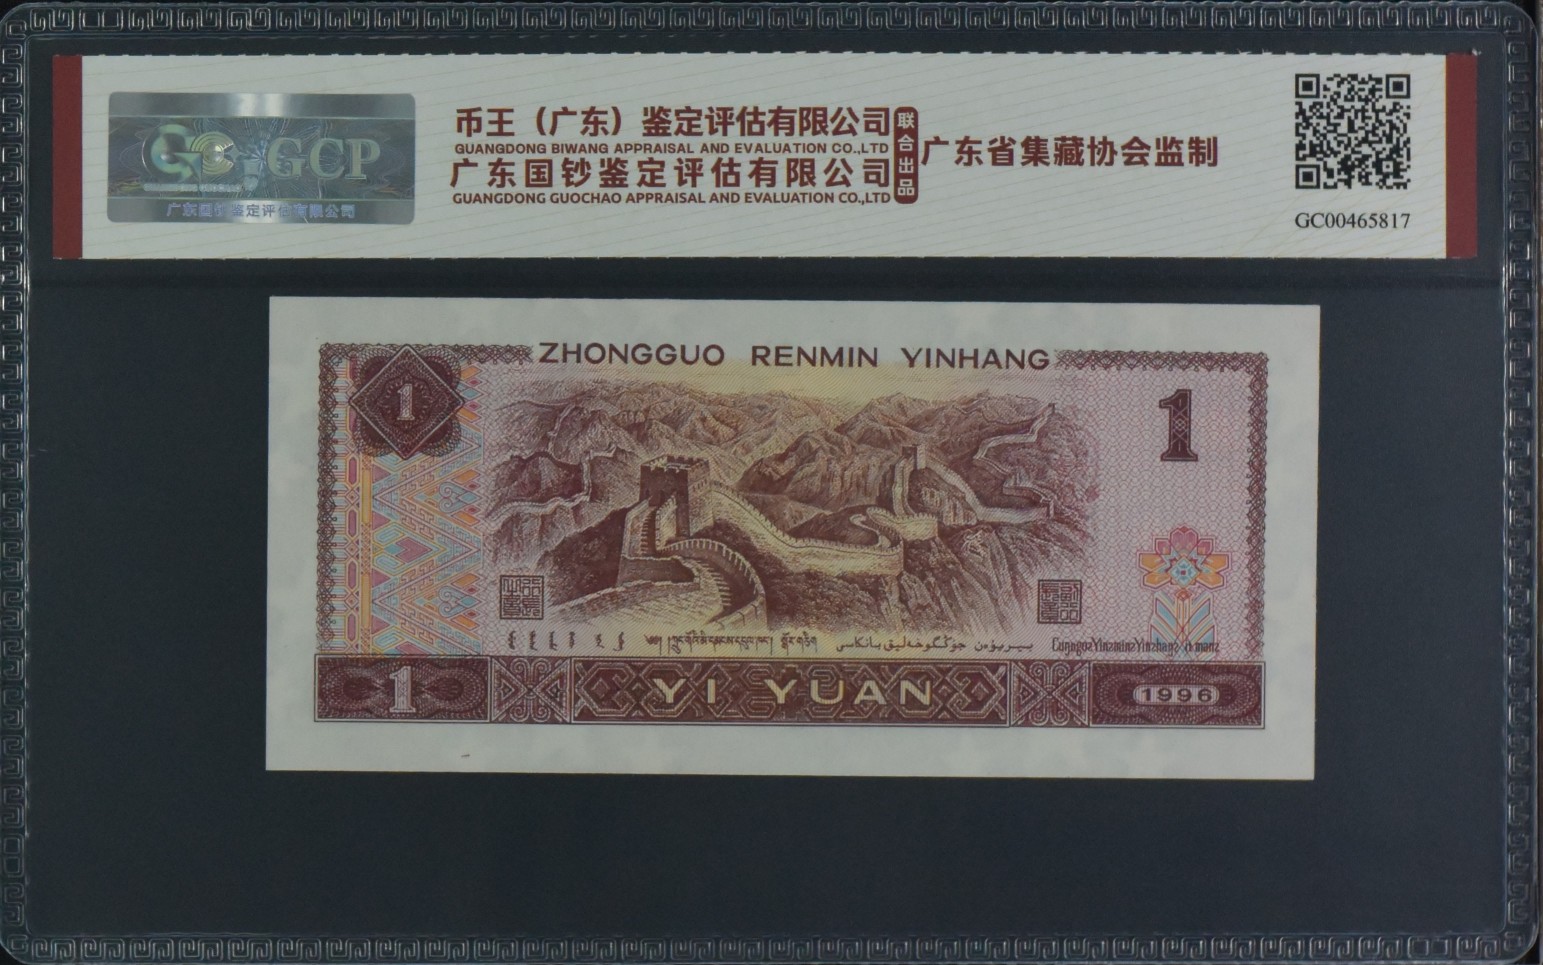 币王（广东）鉴定评估有限公司
GUANGDONG BIWANG APPRAISAL AND EVALUATION CO.,LTD
广东国钞鉴定评估有限公司
GUANGDONG GUOCHAO APPRAISAL AND EVALUATION CO.,LTD
联合出品
广东省集藏协会监制
GCP
广东国钞鉴定评估有限公司
GC00465817
ZHONGGUO RENMIN YINHANG
1
1
1
YI YUAN
1996